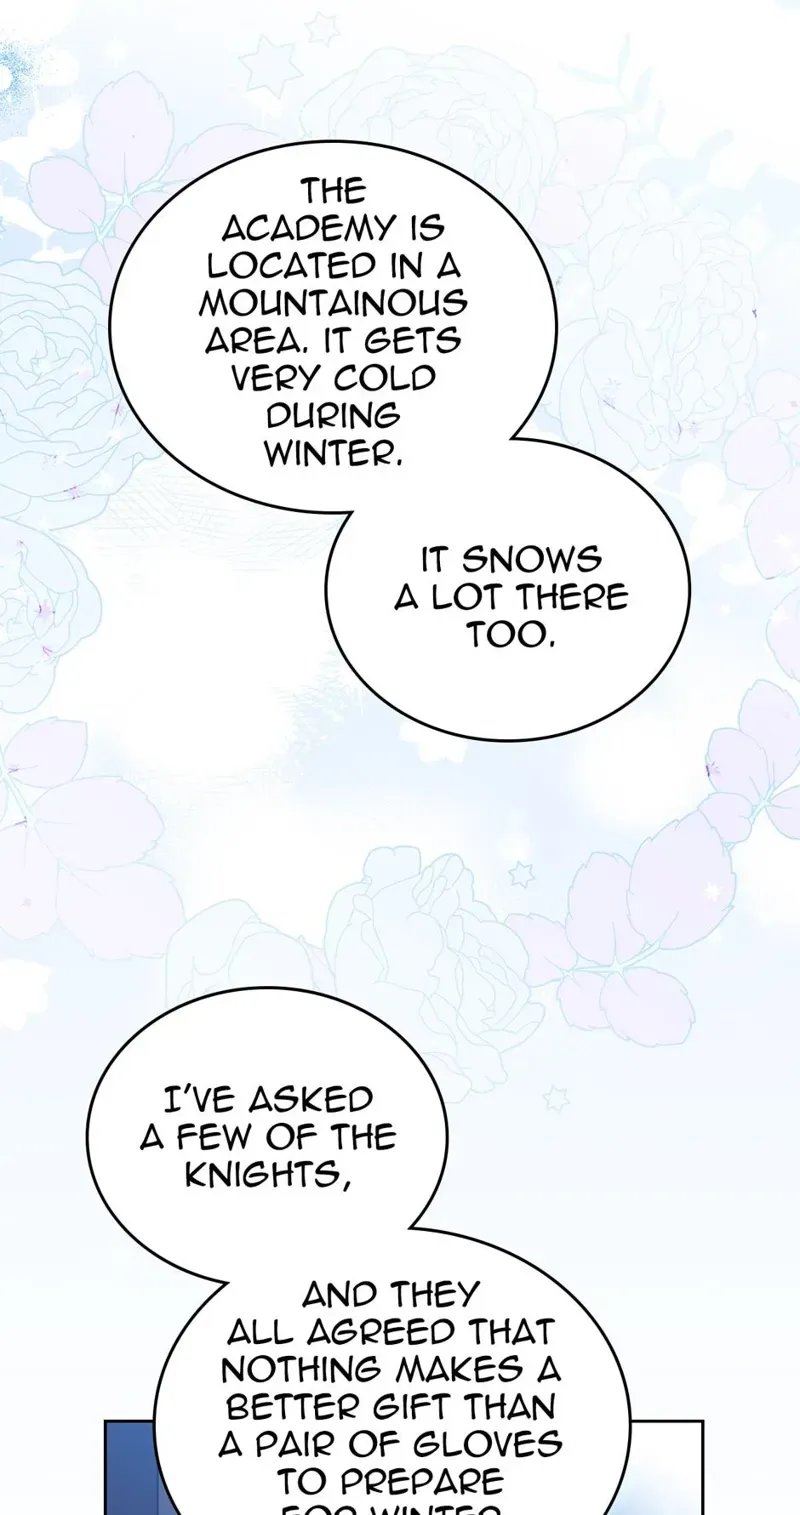 THE
ACADEMY IS
LOCATED IN A
MOUNTAINOUS
AREA. IT GETS
VERY COLD
DURING
WINTER.
IT SNOWS
A LOT THERE
TOO.
I'VE ASKED
A FEW OF THE
KNIGHTS,
AND THEY
ALL AGREED THAT
NOTHING MAKES A
BETTER GIFT THAN
A PAIR OF GLOVES
TO PREPARE
FOR WINTER